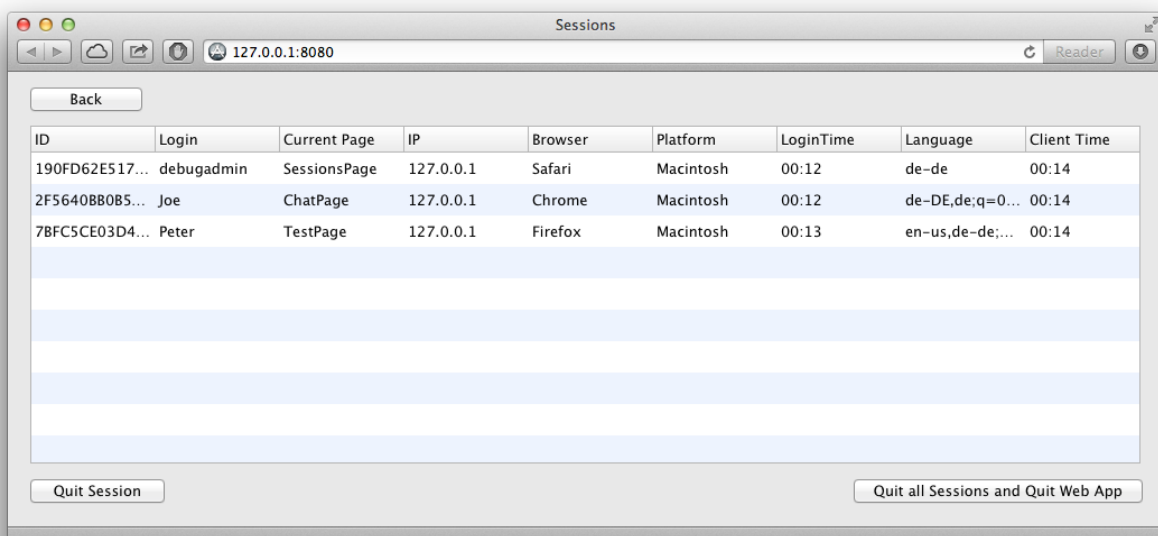 Sessions
127.0.0.1:8080 Reader
Back
ID Login Current Page IP Browser Platform LoginTime Language Client Time
190FD62E517... debugadmin SessionsPage 127.0.0.1 Safari Macintosh 00:12 de-de 00:14
2F5640BB0B5... Joe ChatPage 127.0.0.1 Chrome Macintosh 00:12 de-DE,de;q=0... 00:14
7BFC5CE03D4... Peter TestPage 127.0.0.1 Firefox Macintosh 00:13 en-us,de-de;... 00:14
Quit Session Quit all Sessions and Quit Web App